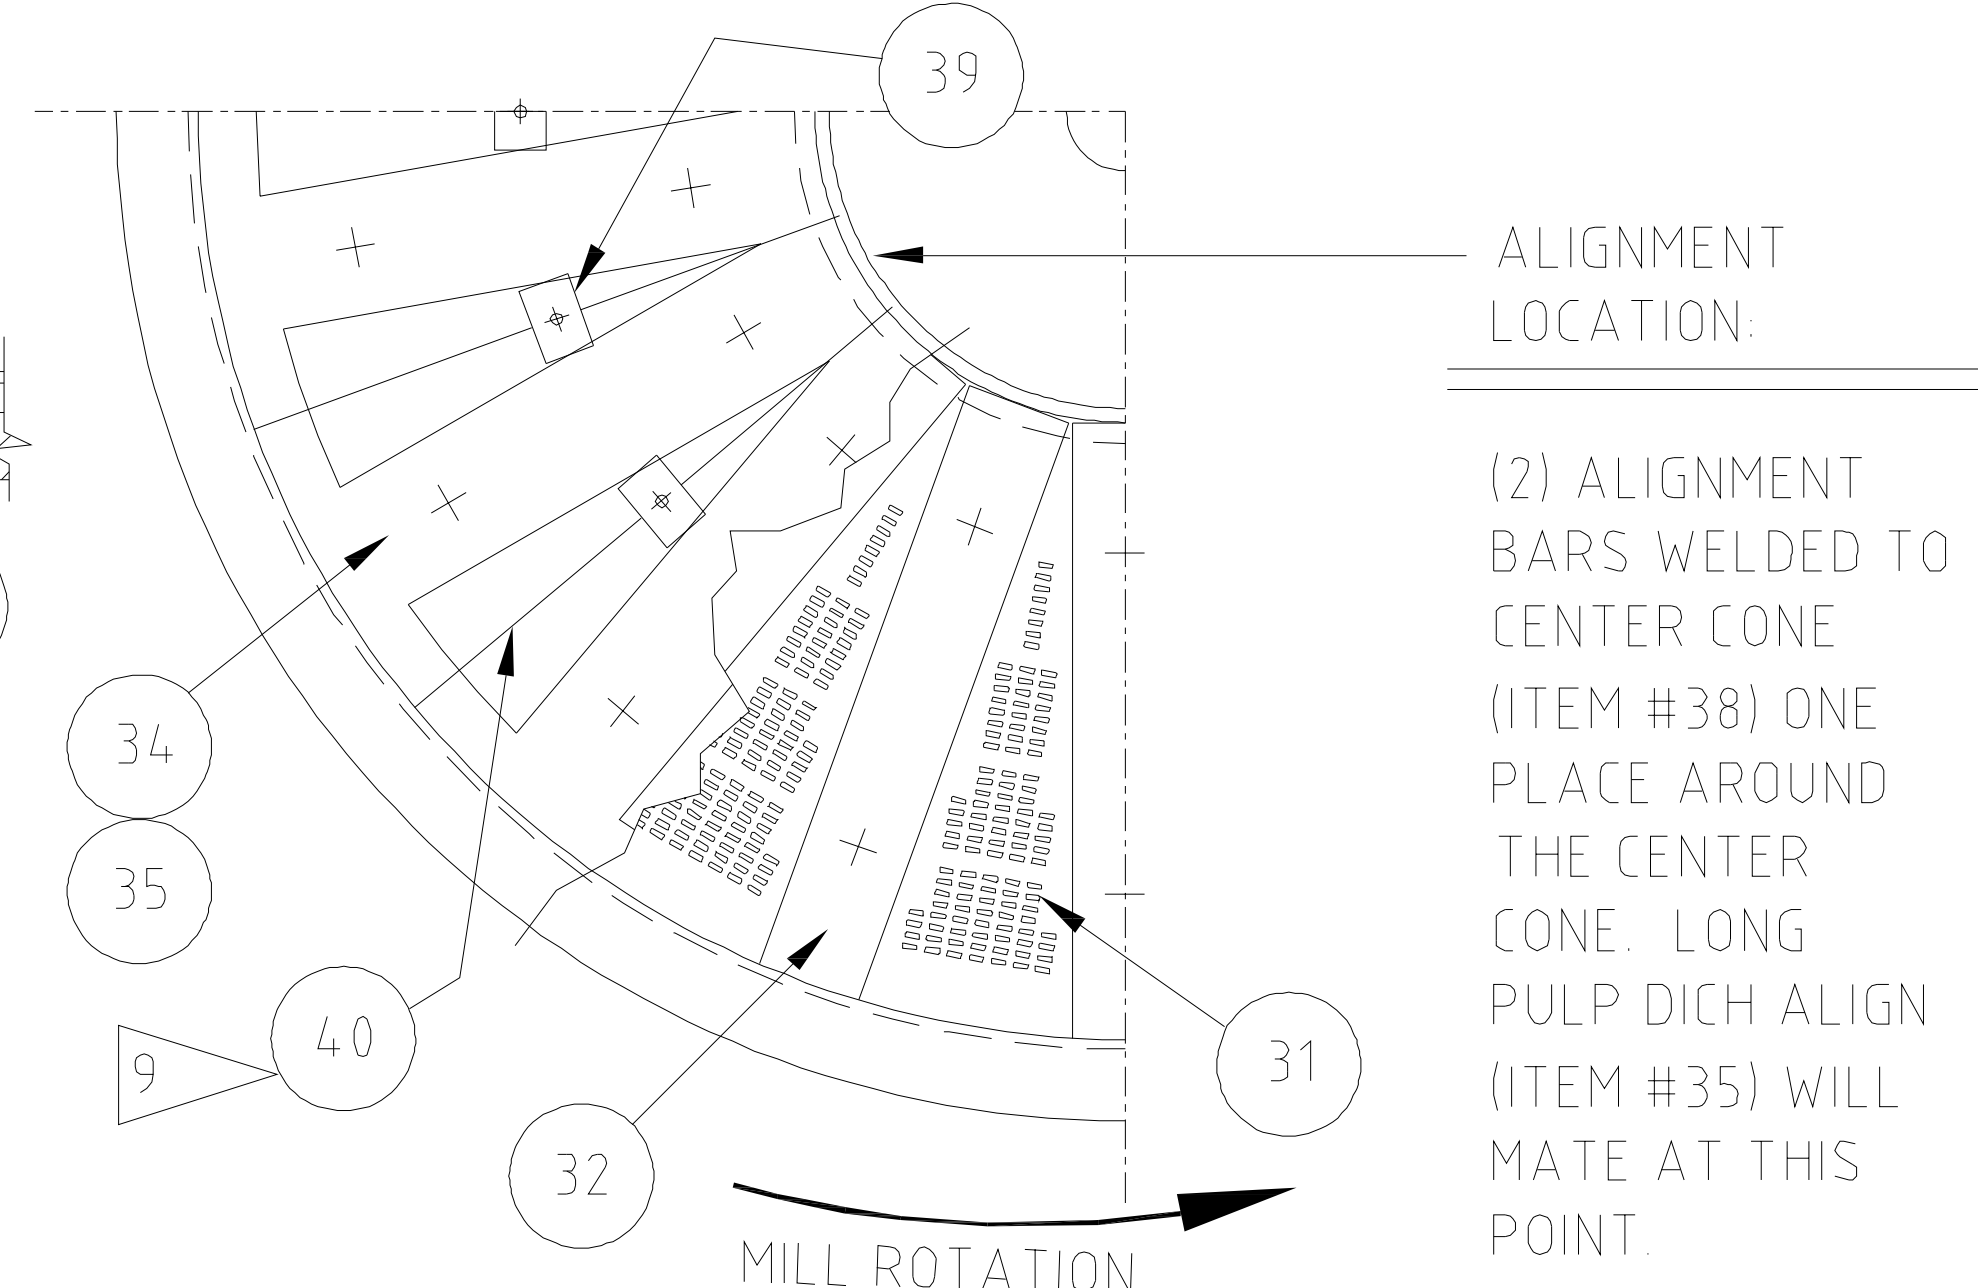 39
ALIGNMENT
LOCATION:
(2) ALIGNMENT
BARS WELDED TO
CENTER CONE
(ITEM #38) ONE
PLACE AROUND
THE CENTER
CONE. LONG
PULP DICH ALIGN
(ITEM #35) WILL
MATE AT THIS
POINT.
34
35
40
9
31
32
MILL ROTATION